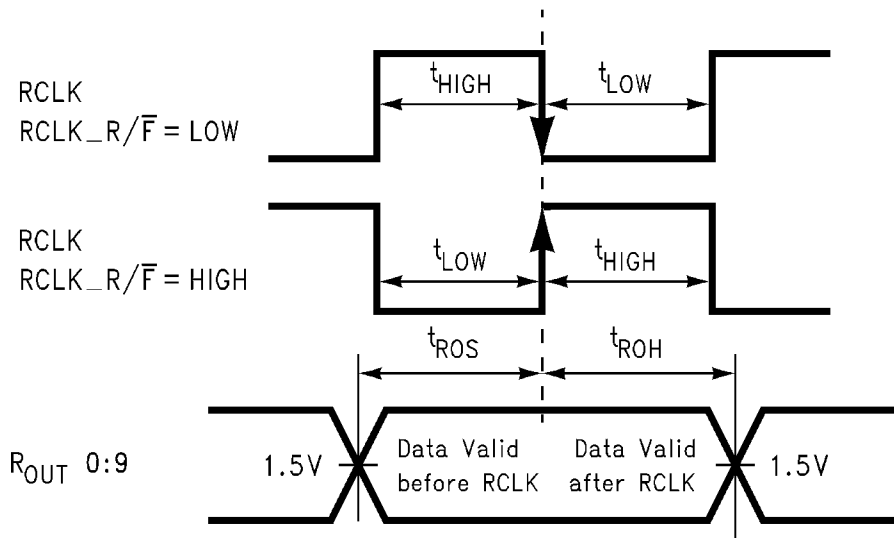 RCLK
RCLK_R/F̅ = LOW
tHIGH
tLOW
RCLK
RCLK_R/F̅ = HIGH
tLOW
tHIGH
tROS
tROH
ROUT 0:9
1.5V
Data Valid
before RCLK
Data Valid
after RCLK
1.5V